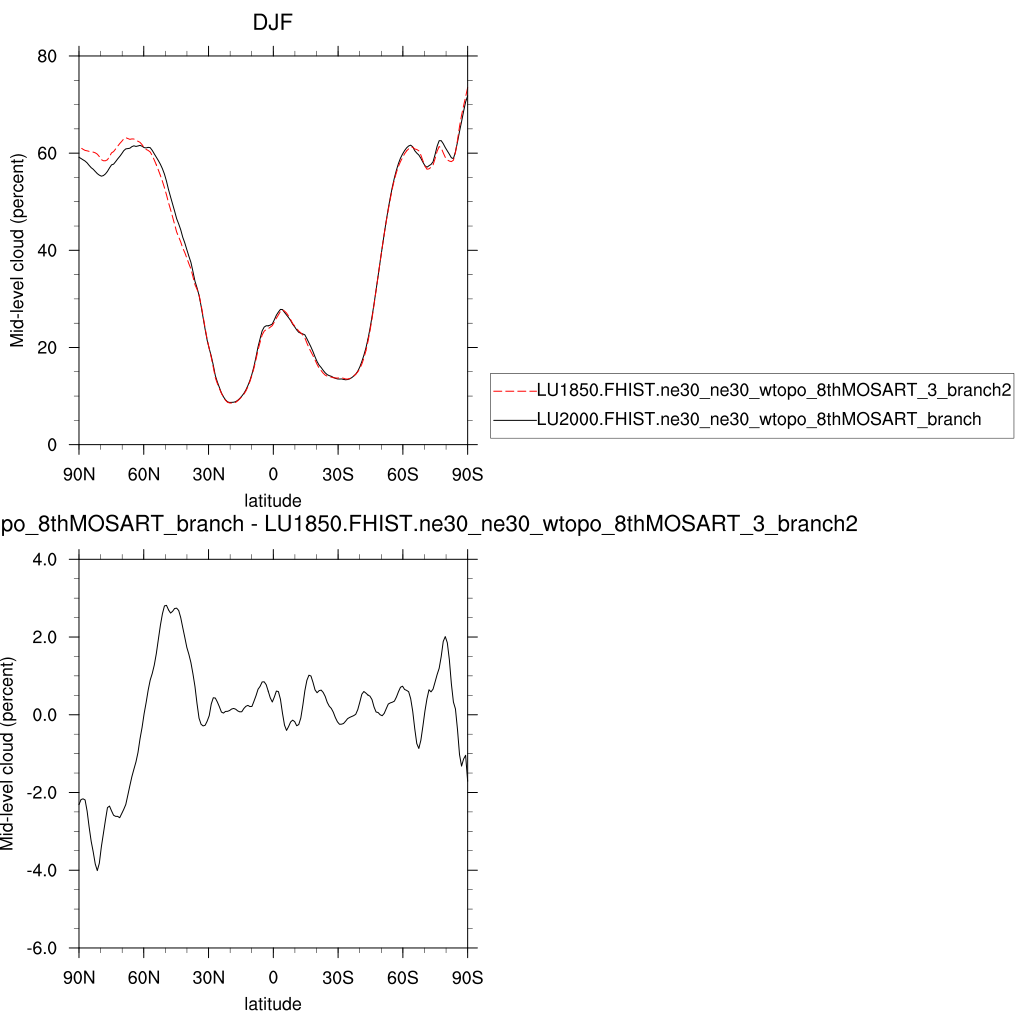 DJF
80
60
40
20
0
Mid-level cloud (percent)
90N 60N 30N 0 30S 60S 90S
latitude
LU1850.FHIST.ne30_ne30_wtopo_8thMOSART_3_branch2
LU2000.FHIST.ne30_ne30_wtopo_8thMOSART_branch
po_8thMOSART_branch - LU1850.FHIST.ne30_ne30_wtopo_8thMOSART_3_branch2
4.0
2.0
0.0
-2.0
-4.0
-6.0
Mid-level cloud (percent)
90N 60N 30N 0 30S 60S 90S
latitude